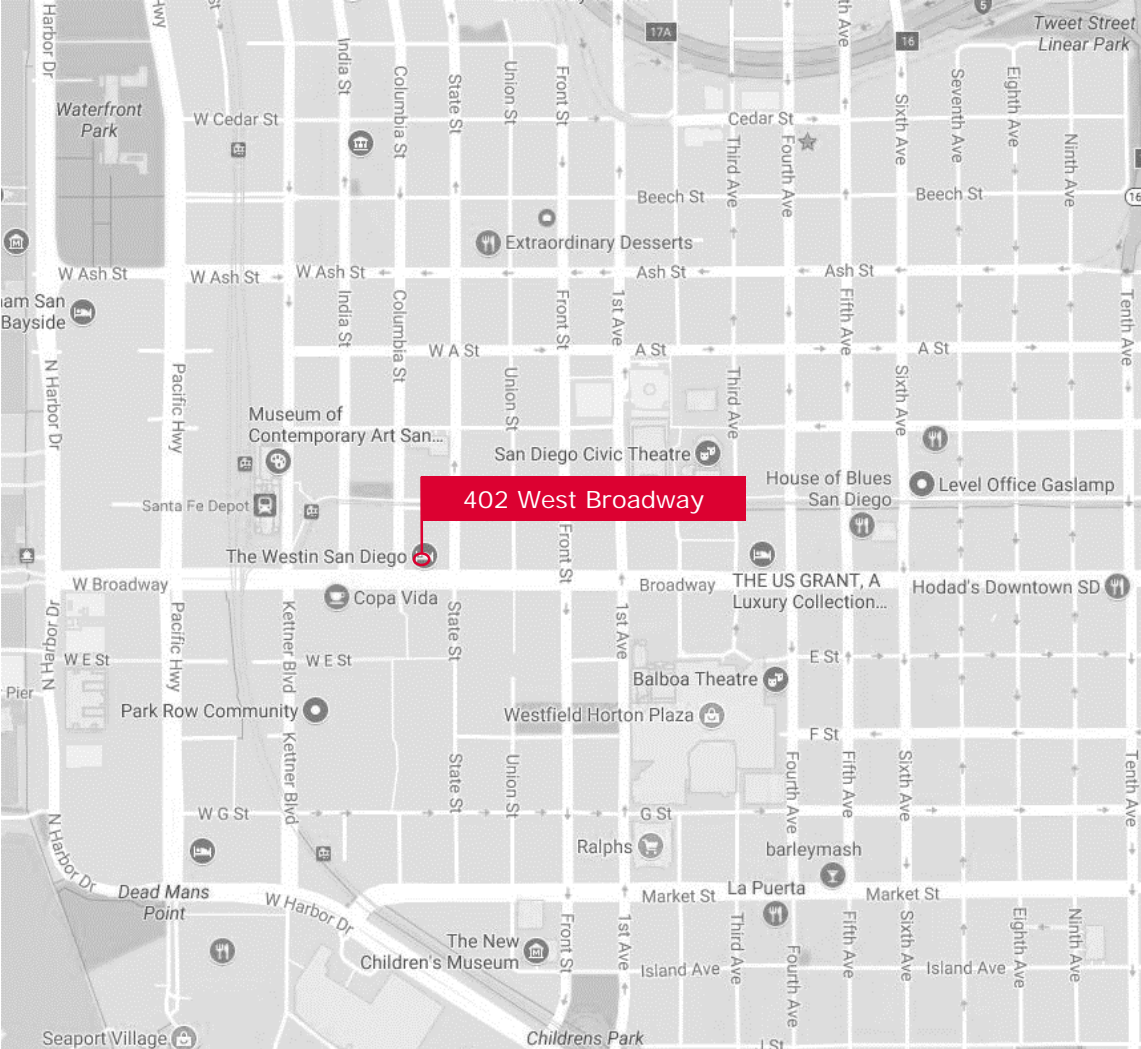 N Harbor Dr
Hwy
St
17A
th Ave
5
16
Tweet Street
Linear Park
India St
Columbia St
State St
Union St
Front St
Waterfront
Park
W Cedar St
Cedar St
Third Ave
Fourth Ave
Sixth Ave
Seventh Ave
Eighth Ave
Ninth Ave
Beech St
Beech St
16
Extraordinary Desserts
W Ash St
W Ash St
W Ash St
Ash St
Ash St
am San
Bayside
India St
Columbia St
Front St
1st Ave
Fifth Ave
Tenth Ave
W A St
A St
A St
N Harbor Dr
Pacific Hwy
Union St
Third Ave
Sixth Ave
Museum of
Contemporary Art San...
San Diego Civic Theatre
House of Blues
San Diego
Level Office Gaslamp
402 West Broadway
Santa Fe Depot
Front St
The Westin San Diego
W Broadway
Broadway
THE US GRANT, A
Luxury Collection...
Hodad's Downtown SD
Copa Vida
N Harbor Dr
Pacific Hwy
Kettner Blvd
State St
1st Ave
W E St
W E St
E St
Pier
Balboa Theatre
Park Row Community
Westfield Horton Plaza
F St
Kettner Blvd
State St
Union St
Fourth Ave
Fifth Ave
Sixth Ave
Tenth Ave
W G St
G St
N Harbor Dr
Ralphs
barleymash
Dead Mans
Point
W Harbor Dr
Market St
La Puerta
Market St
Front St
1st Ave
Third Ave
Fourth Ave
Fifth Ave
Sixth Ave
Eighth Ave
Ninth Ave
The New
Children's Museum
Island Ave
Island Ave
Seaport Village
Childrens Park
J St